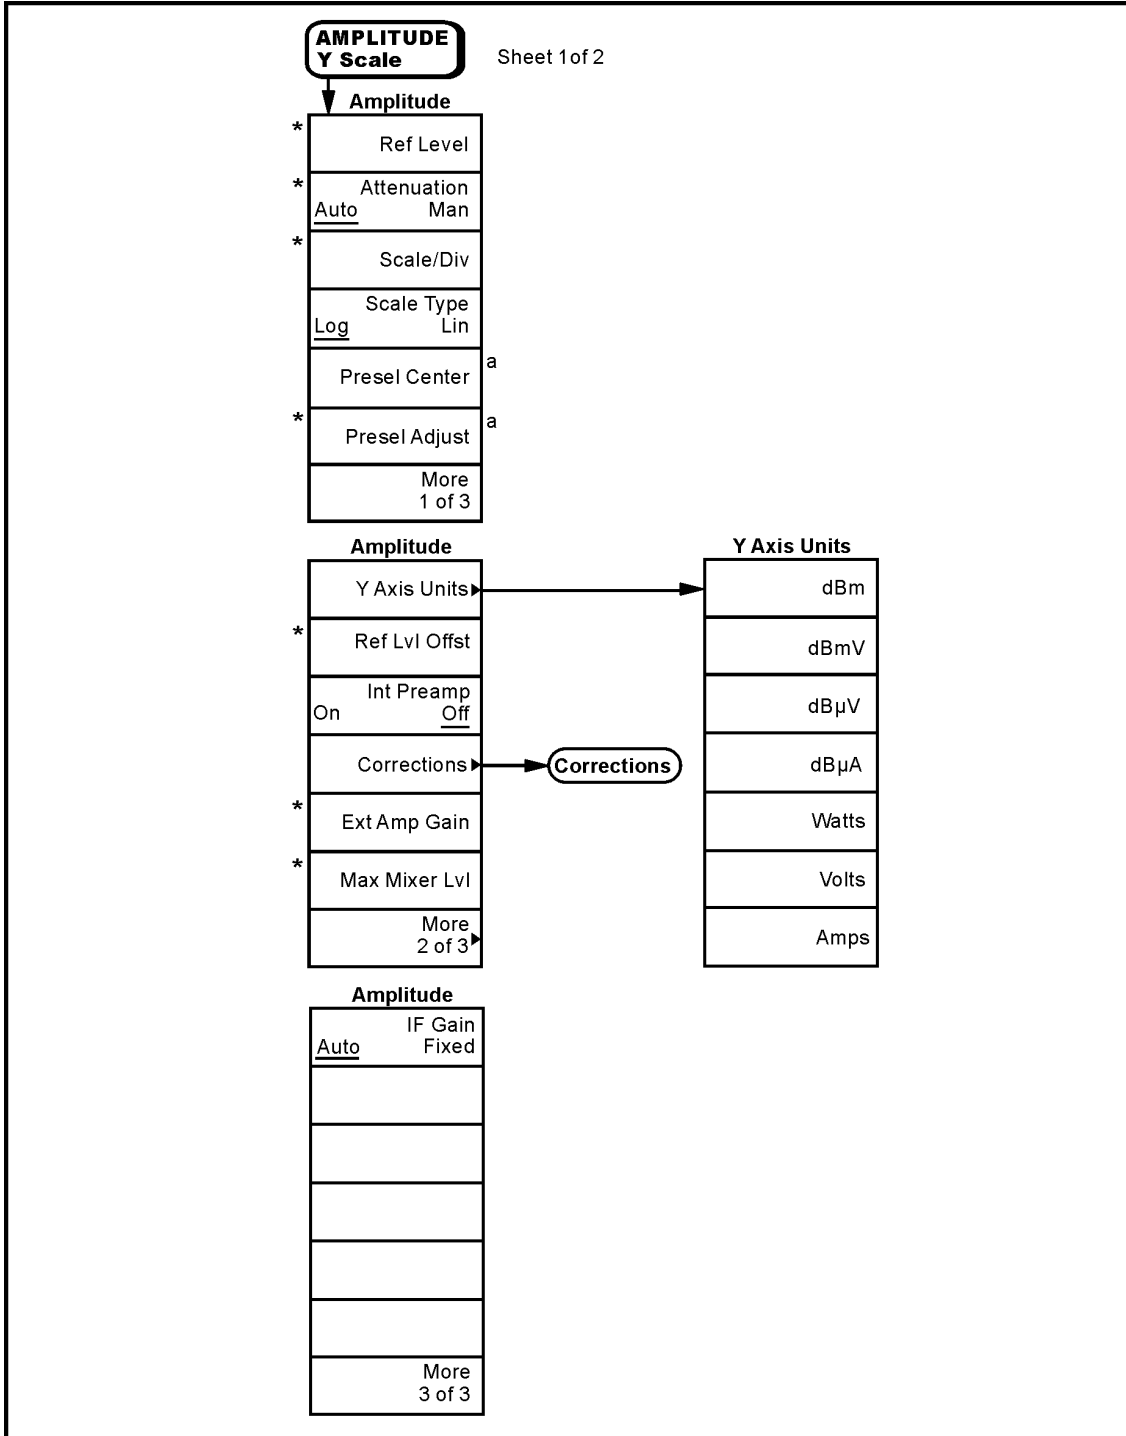 AMPLITUDE
Y Scale
Sheet 1of 2
Amplitude
*
Ref Level
*
Attenuation
Auto Man
*
Scale/Div
Scale Type
Log Lin
Presel Center
a
*
Presel Adjust
a
More
1 of 3
Amplitude
Y Axis Units
*
Ref Lvl Offst
Int Preamp
On Off
Corrections
Corrections
*
Ext Amp Gain
*
Max Mixer Lvl
More
2 of 3
Y Axis Units
dBm
dBmV
dBµV
dBµA
Watts
Volts
Amps
Amplitude
IF Gain
Auto Fixed
More
3 of 3